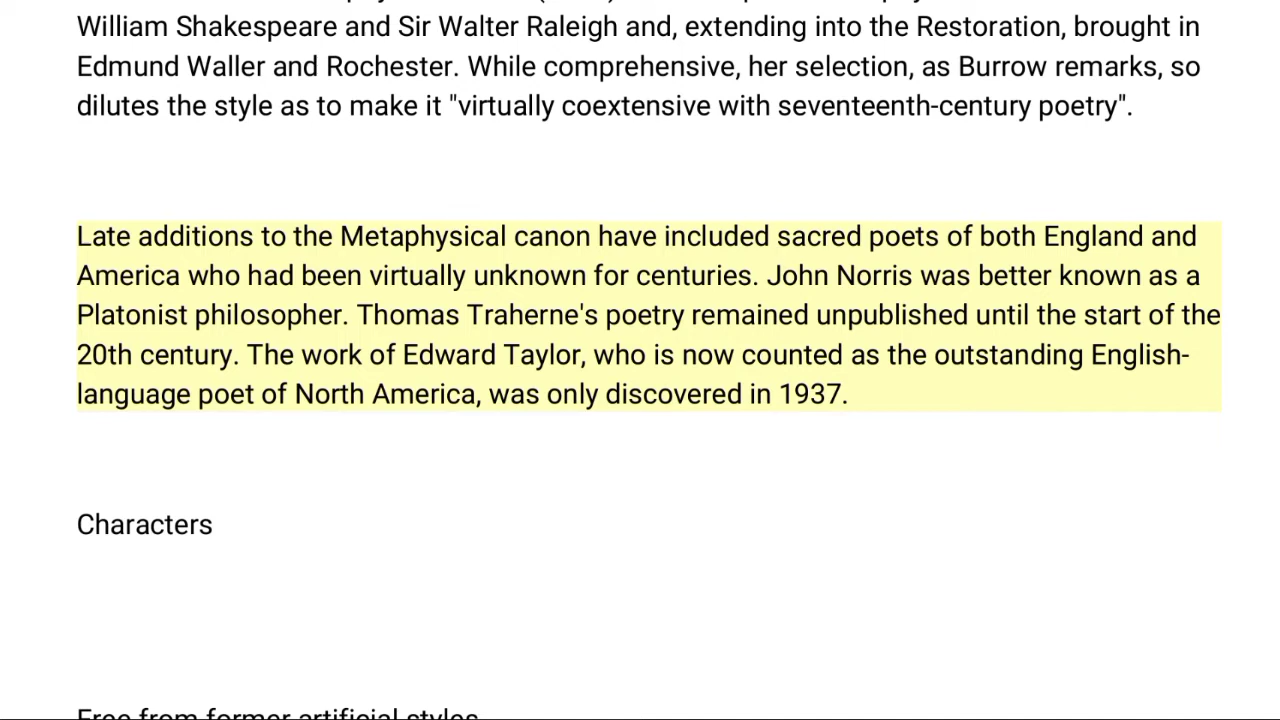 William Shakespeare and Sir Walter Raleigh and, extending into the Restoration, brought in
Edmund Waller and Rochester. While comprehensive, her selection, as Burrow remarks, so
dilutes the style as to make it "virtually coextensive with seventeenth-century poetry".
Late additions to the Metaphysical canon have included sacred poets of both England and
America who had been virtually unknown for centuries. John Norris was better known as a
Platonist philosopher. Thomas Traherne's poetry remained unpublished until the start of the
20th century. The work of Edward Taylor, who is now counted as the outstanding English-
language poet of North America, was only discovered in 1937.
Characters
Free from former artificial styles